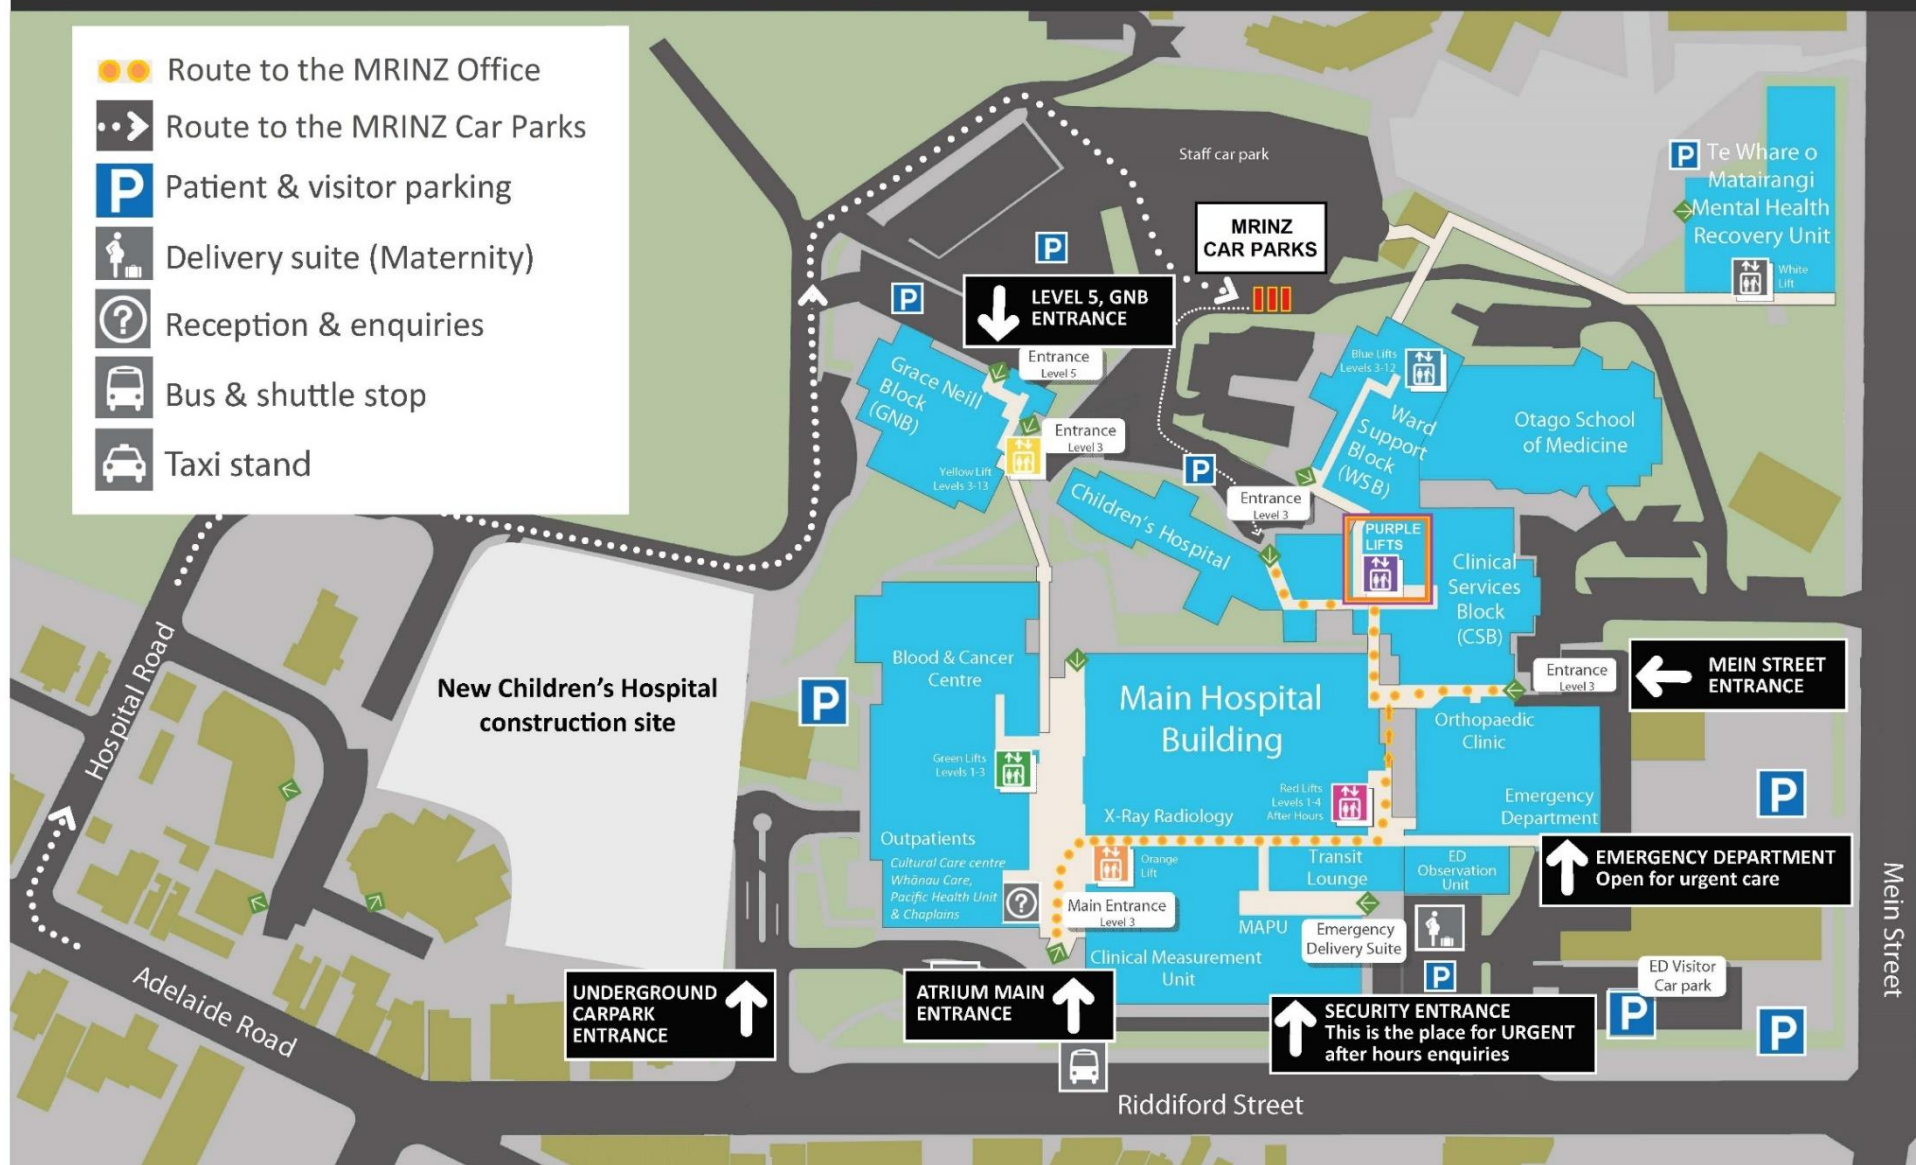 Route to the MRINZ Office
Route to the MRINZ Car Parks
P
Patient & visitor parking
Delivery suite (Maternity)
?
Reception & enquiries
Bus & shuttle stop
Taxi stand
Staff car park
MRINZ
CAR PARKS
P
P
LEVEL 5, GNB
ENTRANCE
Entrance
Level 5
Grace Neill
Block
(GNB)
Entrance
Level 3
Yellow Lift
Levels 3-13
P
Te Whare o
Matairangi
Mental Health
Recovery Unit
White
Lift
Blue Lifts
Levels 3-12
Ward
Support
Block
(WSB)
Otago School
of Medicine
P
Entrance
Level 3
Children's Hospital
PURPLE
LIFTS
Clinical
Services
Block
(CSB)
Entrance
Level 3
MEIN STREET
ENTRANCE
Hospital Road
New Children's Hospital
construction site
P
Blood & Cancer
Centre
Green Lifts
Levels 1-3
Outpatients
Cultural Care centre
Whānau Care,
Pacific Health Unit
& Chaplains
?
Main Hospital
Building
X-Ray Radiology
Red Lifts
Levels 1-4
After Hours
Orthopaedic
Clinic
Emergency
Department
P
Orange
Lift
Main Entrance
Level 3
Transit
Lounge
ED
Observation
Unit
EMERGENCY DEPARTMENT
Open for urgent care
MAPU
Emergency
Delivery Suite
Clinical Measurement
Unit
P
ED Visitor
Car park
P
P
UNDERGROUND
CARPARK
ENTRANCE
ATRIUM MAIN
ENTRANCE
SECURITY ENTRANCE
This is the place for URGENT
after hours enquiries
Adelaide Road
Riddiford Street
Mein Street